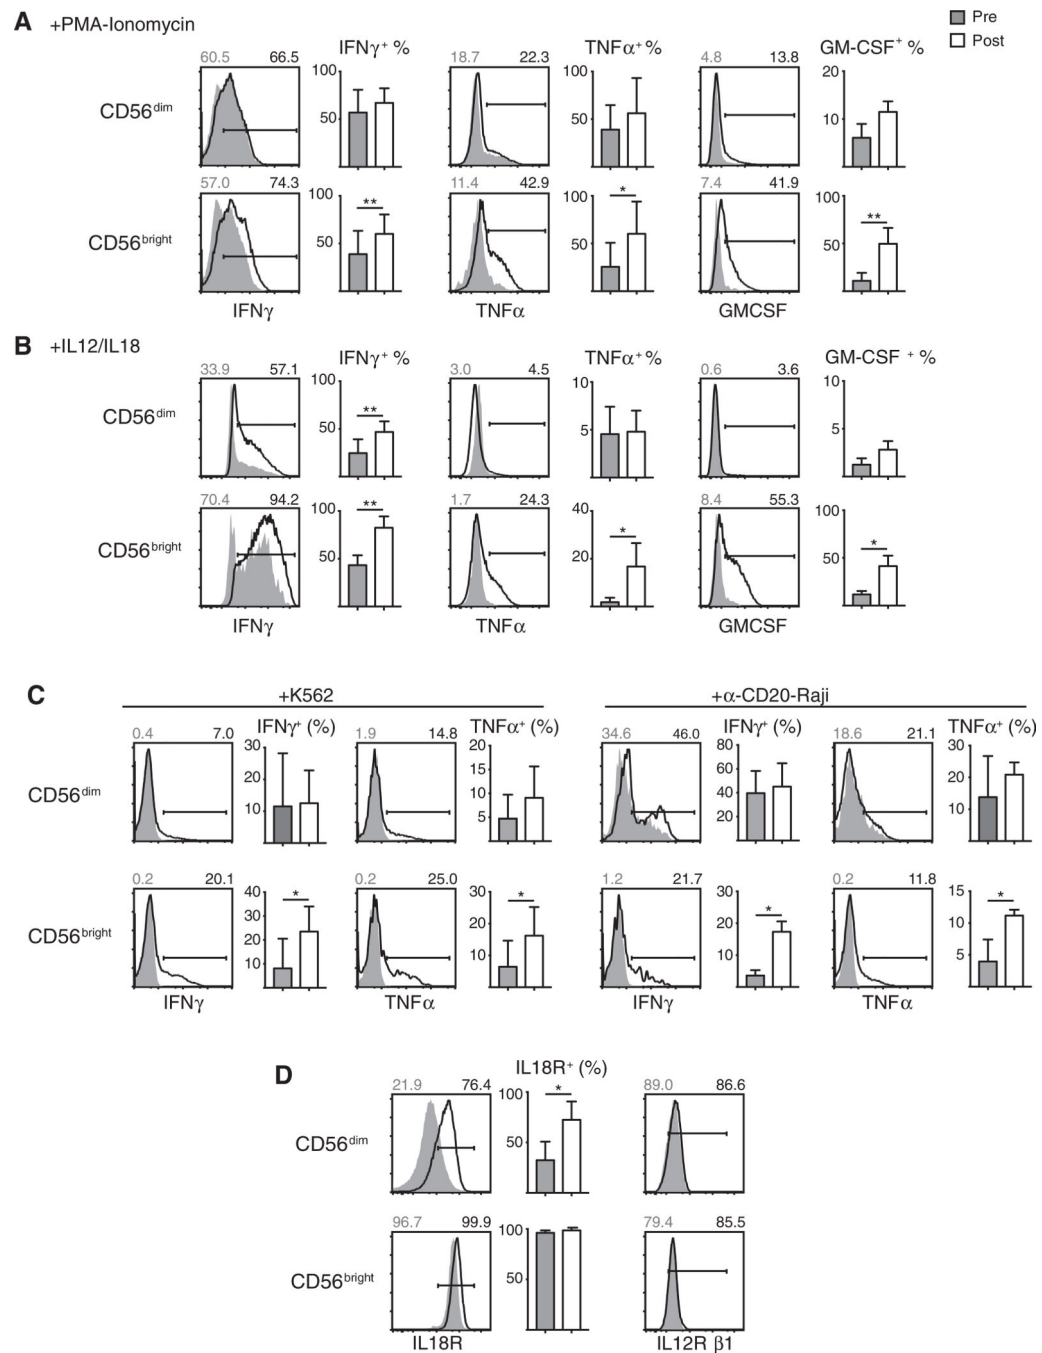 A +PMA-Ionomycin
Pre
Post
60.5 66.5 IFNγ⁺ % 18.7 22.3 TNFα⁺ % 4.8 13.8 GM-CSF⁺ %
CD56dim
100
50
100
50
20
10
57.0 74.3 11.4 42.9 7.4 41.9
CD56bright
100
50
**
100
50
*
100
50
**
IFNγ TNFα GMCSF
B +IL12/IL18
33.9 57.1 IFNγ⁺ % 3.0 4.5 TNFα⁺ % 0.6 3.6 GM-CSF ⁺ %
CD56dim
100
50
**
10
5
10
5
70.4 94.2 1.7 24.3 8.4 55.3
CD56bright
100
50
**
40
20
*
100
50
*
IFNγ TNFα GMCSF
C
+K562 +α-CD20-Raji
0.4 7.0 IFNγ⁺ (%) 1.9 14.8 TNFα⁺ (%) 34.6 46.0 IFNγ⁺ (%) 18.6 21.1 TNFα⁺ (%)
CD56dim
30
20
10
20
15
10
5
80
60
40
20
30
20
10
0.2 20.1 0.2 25.0 1.2 21.7 0.2 11.8
CD56bright
40
30
20
10
*
30
20
10
*
30
20
10
*
15
10
5
*
IFNγ TNFα IFNγ TNFα
D
IL18R⁺ (%)
21.9 76.4 89.0 86.6
CD56dim
100
50
*
96.7 99.9 79.4 85.5
CD56bright
100
50
IL18R IL12R β1